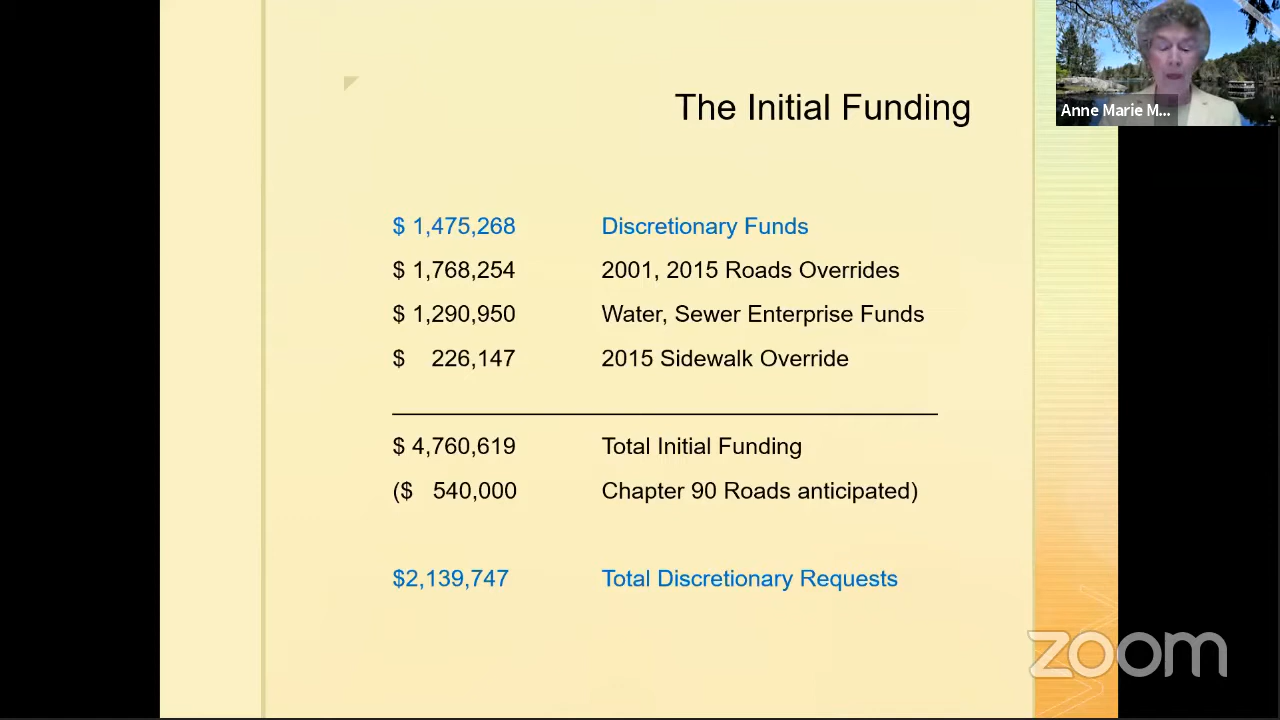 The Initial Funding
Anne Marie M...
$ 1,475,268 Discretionary Funds
$ 1,768,254 2001, 2015 Roads Overrides
$ 1,290,950 Water, Sewer Enterprise Funds
$ 226,147 2015 Sidewalk Override
$ 4,760,619 Total Initial Funding
($ 540,000 Chapter 90 Roads anticipated)
$2,139,747 Total Discretionary Requests
zoom